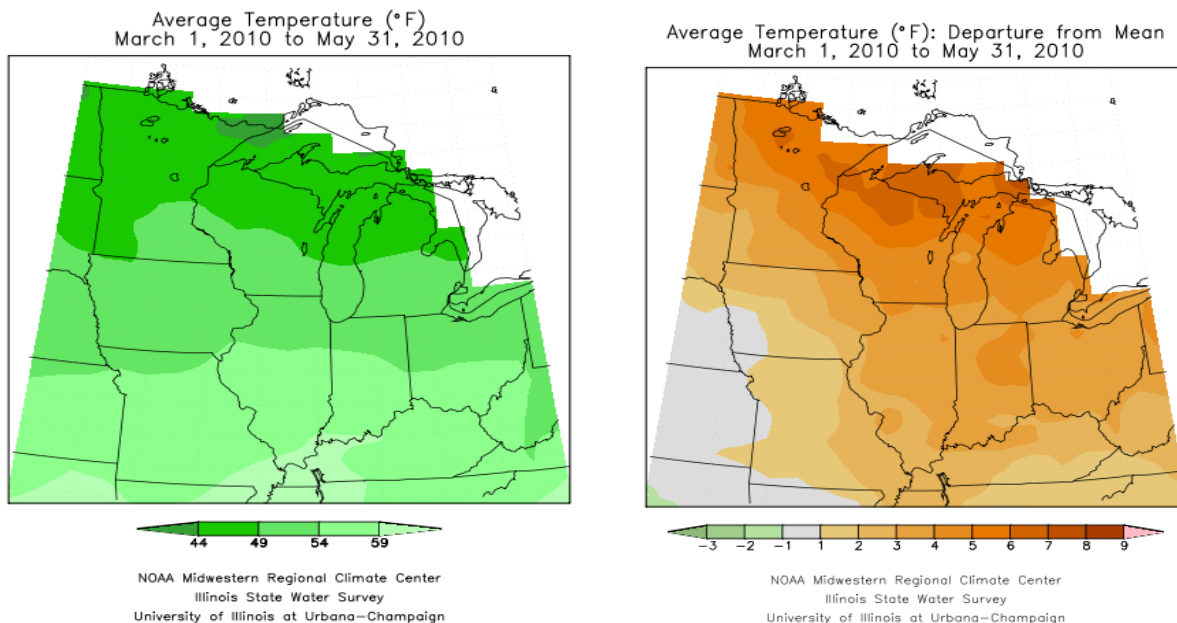 Average Temperature (°F)
March 1, 2010 to May 31, 2010
44 49 54 59
NOAA Midwestern Regional Climate Center
Illinois State Water Survey
University of Illinois at Urbana-Champaign
Average Temperature (°F): Departure from Mean
March 1, 2010 to May 31, 2010
-3 -2 -1 1 2 3 4 5 6 7 8 9
NOAA Midwestern Regional Climate Center
Illinois State Water Survey
University of Illinois at Urbana-Champaign